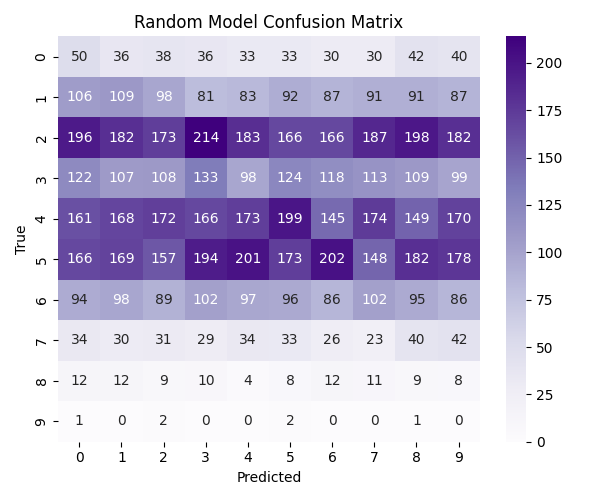 Random Model Confusion Matrix
0 50 36 38 36 33 33 30 30 42 40
1 106 109 98 81 83 92 87 91 91 87
2 196 182 173 214 183 166 166 187 198 182
3 122 107 108 133 98 124 118 113 109 99
4 161 168 172 166 173 199 145 174 149 170
5 166 169 157 194 201 173 202 148 182 178
6 94 98 89 102 97 96 86 102 95 86
7 34 30 31 29 34 33 26 23 40 42
8 12 12 9 10 4 8 12 11 9 8
9 1 0 2 0 0 2 0 0 1 0
0 1 2 3 4 5 6 7 8 9
Predicted
True
200
175
150
125
100
75
50
25
0